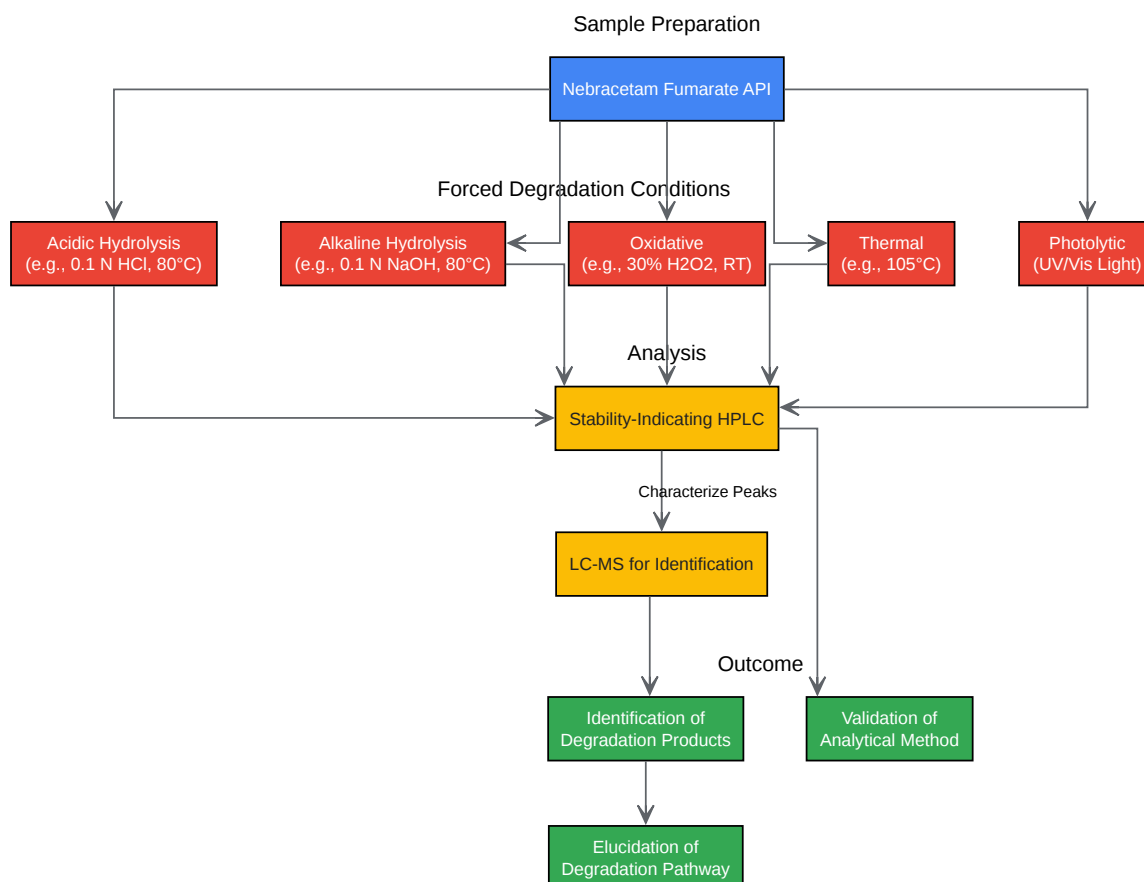 Sample Preparation
Nebracetam Fumarate API
Forced Degradation Conditions
Acidic Hydrolysis
(e.g., 0.1 N HCl, 80°C)
Alkaline Hydrolysis
(e.g., 0.1 N NaOH, 80°C)
Oxidative
(e.g., 30% H2O2, RT)
Thermal
(e.g., 105°C)
Photolytic
(UV/Vis Light)
Analysis
Stability-Indicating HPLC
Characterize Peaks
LC-MS for Identification
Outcome
Identification of
Degradation Products
Validation of
Analytical Method
Elucidation of
Degradation Pathway